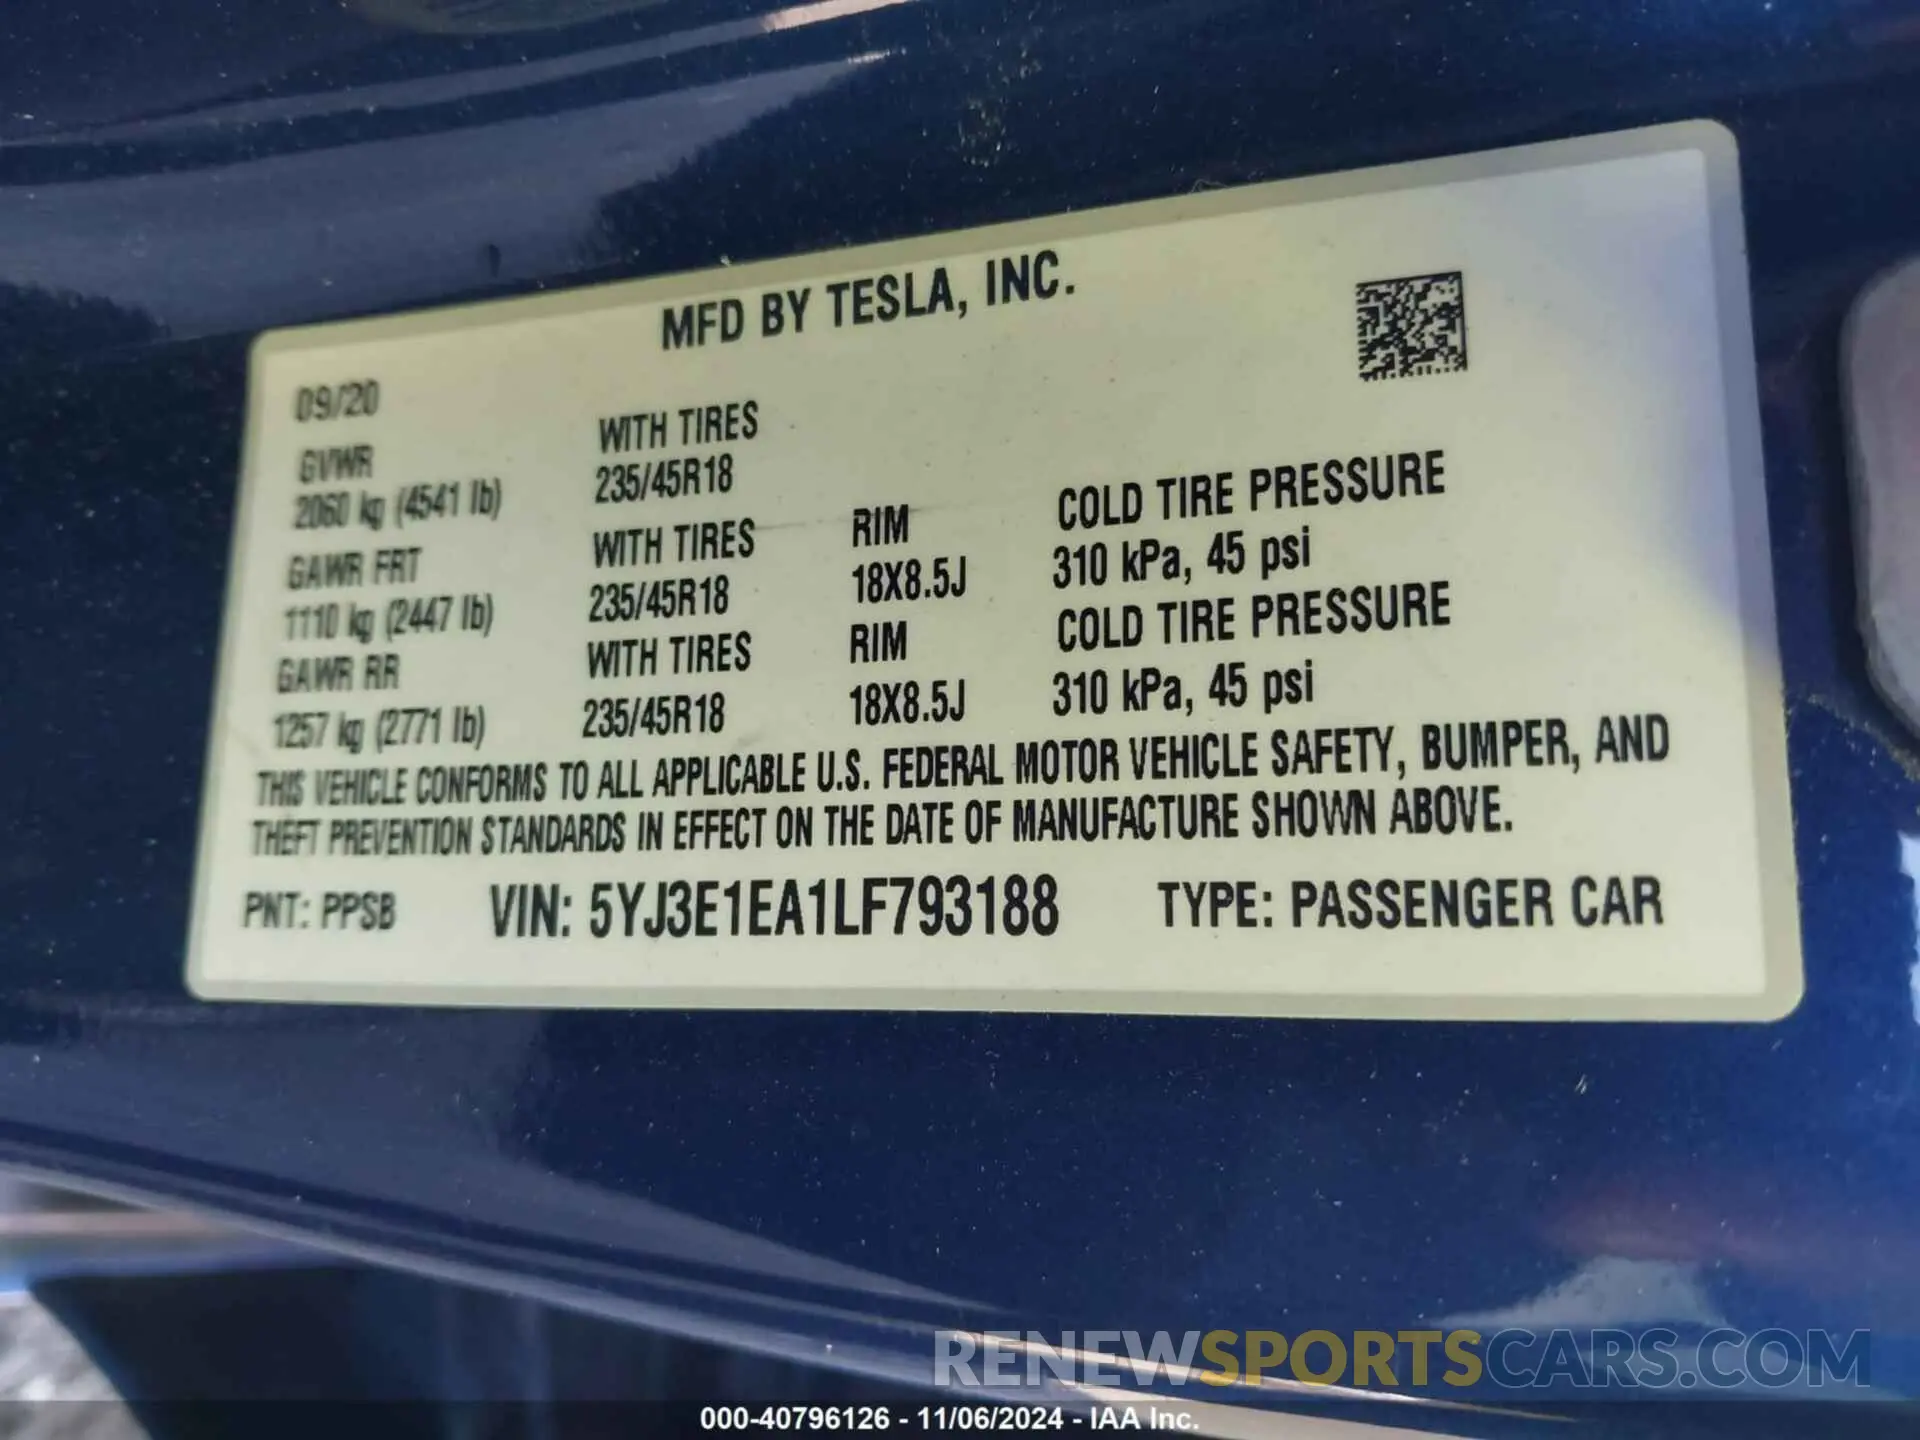 MFD BY TESLA, INC.
09/20
GVWR WITH TIRES
2060 kg (4541 lb) 235/45R18
GAWR FRT WITH TIRES RIM COLD TIRE PRESSURE
1110 kg (2447 lb) 235/45R18 18X8.5J 310 kPa, 45 psi
GAWR RR WITH TIRES RIM COLD TIRE PRESSURE
1257 kg (2771 lb) 235/45R18 18X8.5J 310 kPa, 45 psi
THIS VEHICLE CONFORMS TO ALL APPLICABLE U.S. FEDERAL MOTOR VEHICLE SAFETY, BUMPER, AND
THEFT PREVENTION STANDARDS IN EFFECT ON THE DATE OF MANUFACTURE SHOWN ABOVE.
PNT: PPSB VIN: 5YJ3E1EA1LF793188 TYPE: PASSENGER CAR
RENEWSPORTSCARS.COM
000-40796126 - 11/06/2024 - IAA Inc.